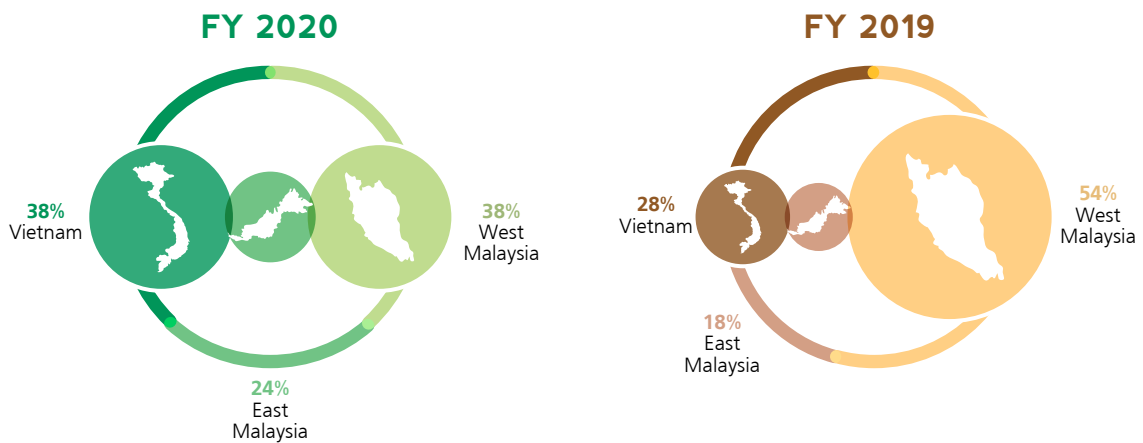 FY 2020
38%
Vietnam
38%
West
Malaysia
24%
East
Malaysia
FY 2019
28%
Vietnam
54%
West
Malaysia
18%
East
Malaysia